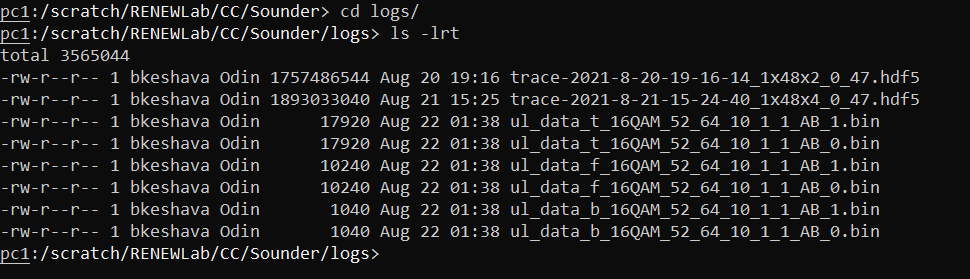 pc1:/scratch/RENEWLab/CC/Sounder> cd logs/
pc1:/scratch/RENEWLab/CC/Sounder/logs> ls -lrt
total 3565044
-rw-r--r-- 1 bkeshava Odin 1757486544 Aug 20 19:16 trace-2021-8-20-19-16-14_1x48x2_0_47.hdf5
-rw-r--r-- 1 bkeshava Odin 1893033040 Aug 21 15:25 trace-2021-8-21-15-24-40_1x48x4_0_47.hdf5
-rw-r--r-- 1 bkeshava Odin      17920 Aug 22 01:38 ul_data_t_16QAM_52_64_10_1_1_AB_1.bin
-rw-r--r-- 1 bkeshava Odin      17920 Aug 22 01:38 ul_data_t_16QAM_52_64_10_1_1_AB_0.bin
-rw-r--r-- 1 bkeshava Odin      10240 Aug 22 01:38 ul_data_f_16QAM_52_64_10_1_1_AB_1.bin
-rw-r--r-- 1 bkeshava Odin      10240 Aug 22 01:38 ul_data_f_16QAM_52_64_10_1_1_AB_0.bin
-rw-r--r-- 1 bkeshava Odin       1040 Aug 22 01:38 ul_data_b_16QAM_52_64_10_1_1_AB_1.bin
-rw-r--r-- 1 bkeshava Odin       1040 Aug 22 01:38 ul_data_b_16QAM_52_64_10_1_1_AB_0.bin
pc1:/scratch/RENEWLab/CC/Sounder/logs>